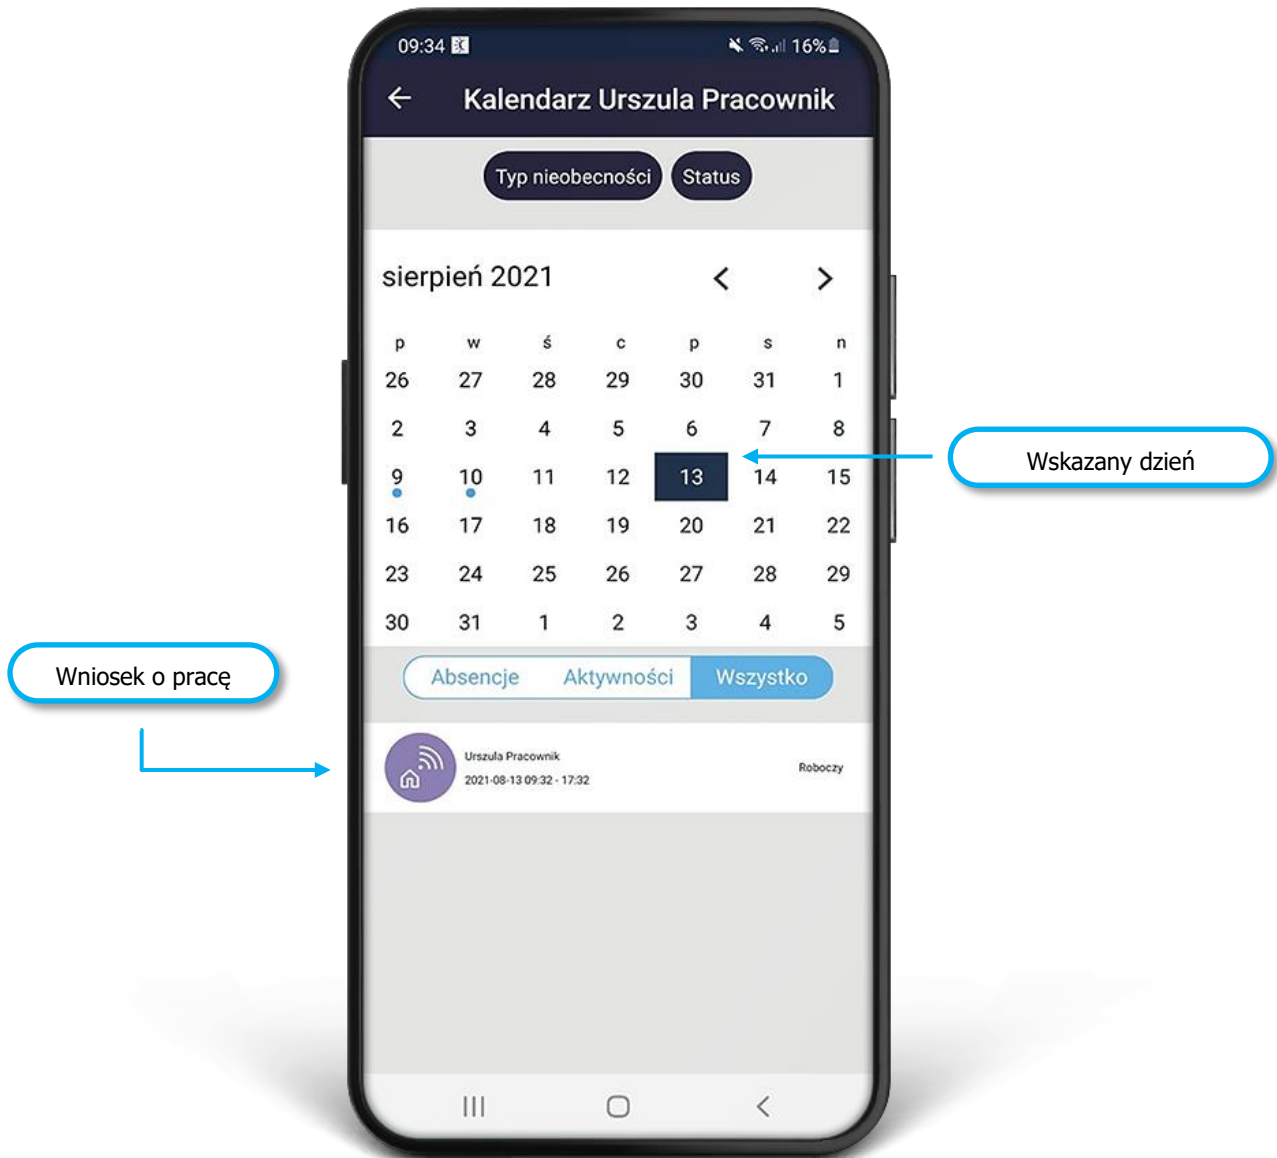 09:34
16%
Kalendarz Urszula Pracownik
Typ nieobecności Status
sierpień 2021
p w ś c p s n
26 27 28 29 30 31 1
2 3 4 5 6 7 8
9 10 11 12 13 14 15
16 17 18 19 20 21 22
23 24 25 26 27 28 29
30 31 1 2 3 4 5
Wskazany dzień
Absencje Aktywności Wszystko
Wniosek o pracę
Urszula Pracownik
2021-08-13 09:32 - 17:32
Roboczy